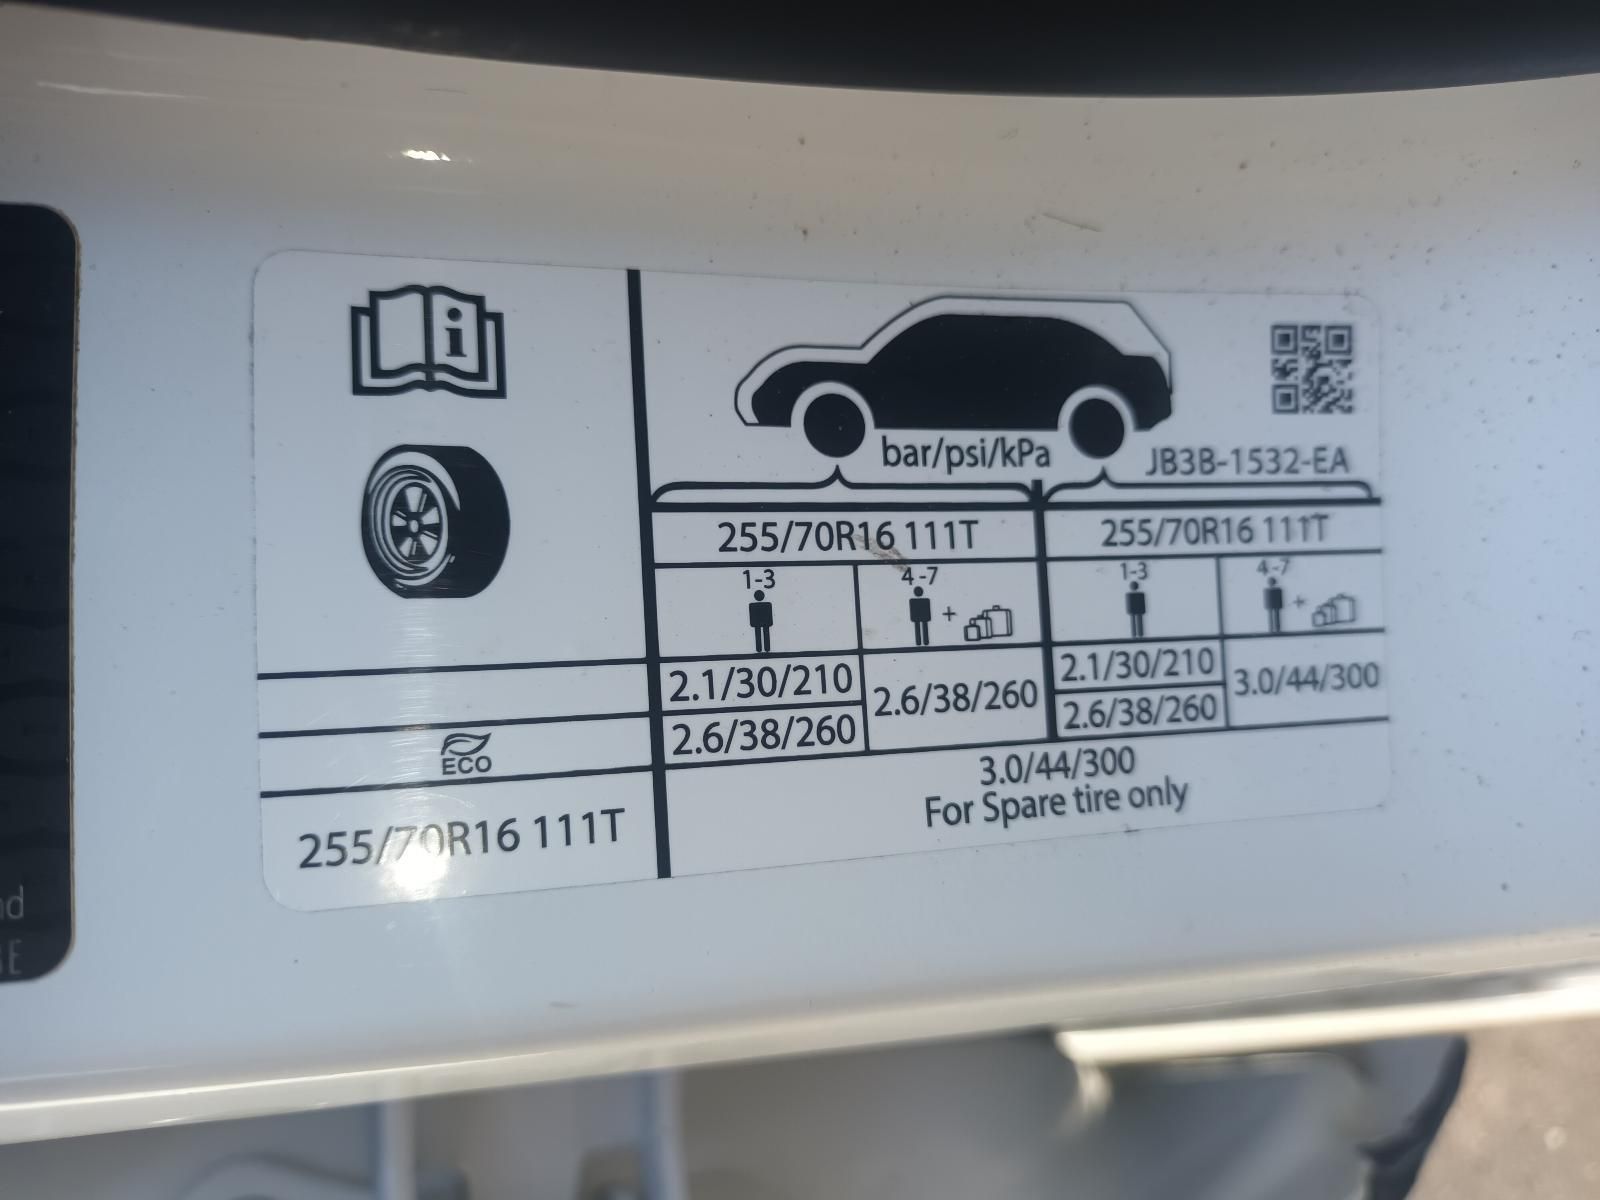 i
bar/psi/kPa
JB3B-1532-EA
255/70R16 111T
255/70R16 111T
1-3
4-7
1-3
4-7
+
+
2.1/30/210
2.6/38/260
2.1/30/210
3.0/44/300
ECO
2.6/38/260
2.6/38/260
3.0/44/300
For Spare tire only
255/70R16 111T
nd
GE